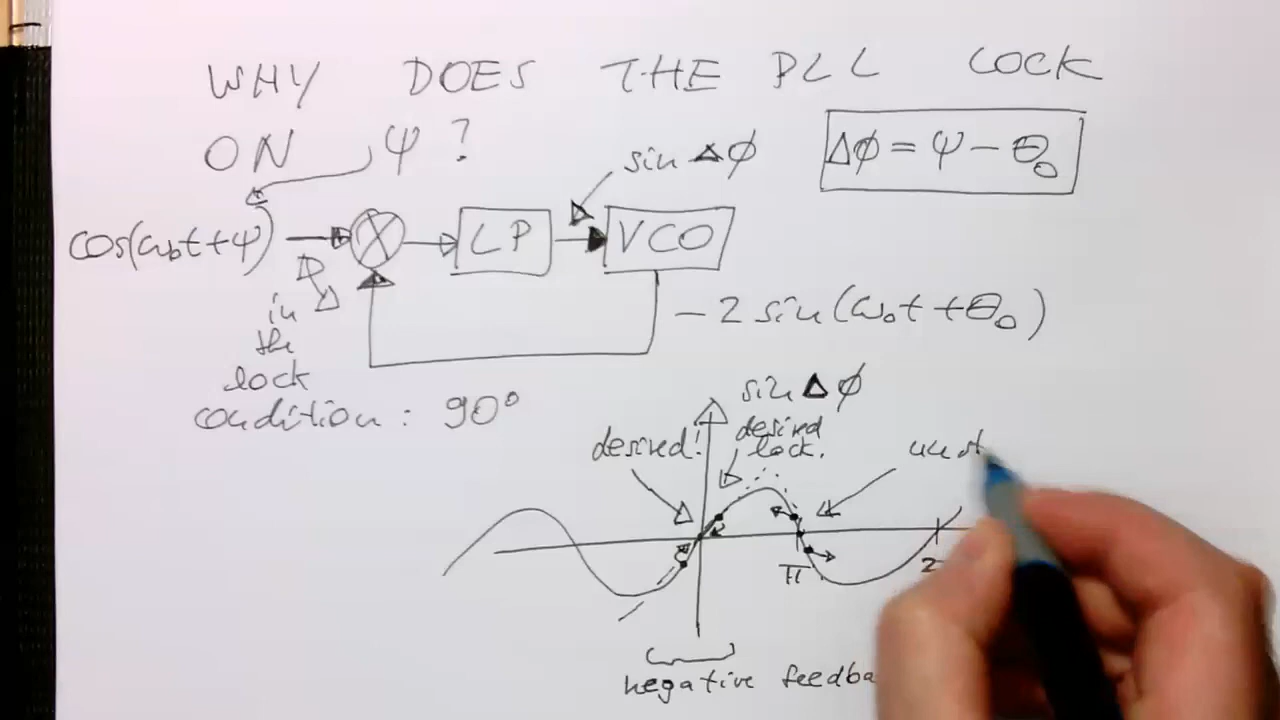 WHY DOES THE PLL LOCK
ON ψ ?
sin Δϕ
Δϕ = ψ − θ₀
cos(ω₀t+ψ)
X
LP
VCO
in
the
lock
condition : 90°
− 2 sin(ω₀t + θ₀)
sin Δϕ
desired!
desired
lock.
π
2
negative